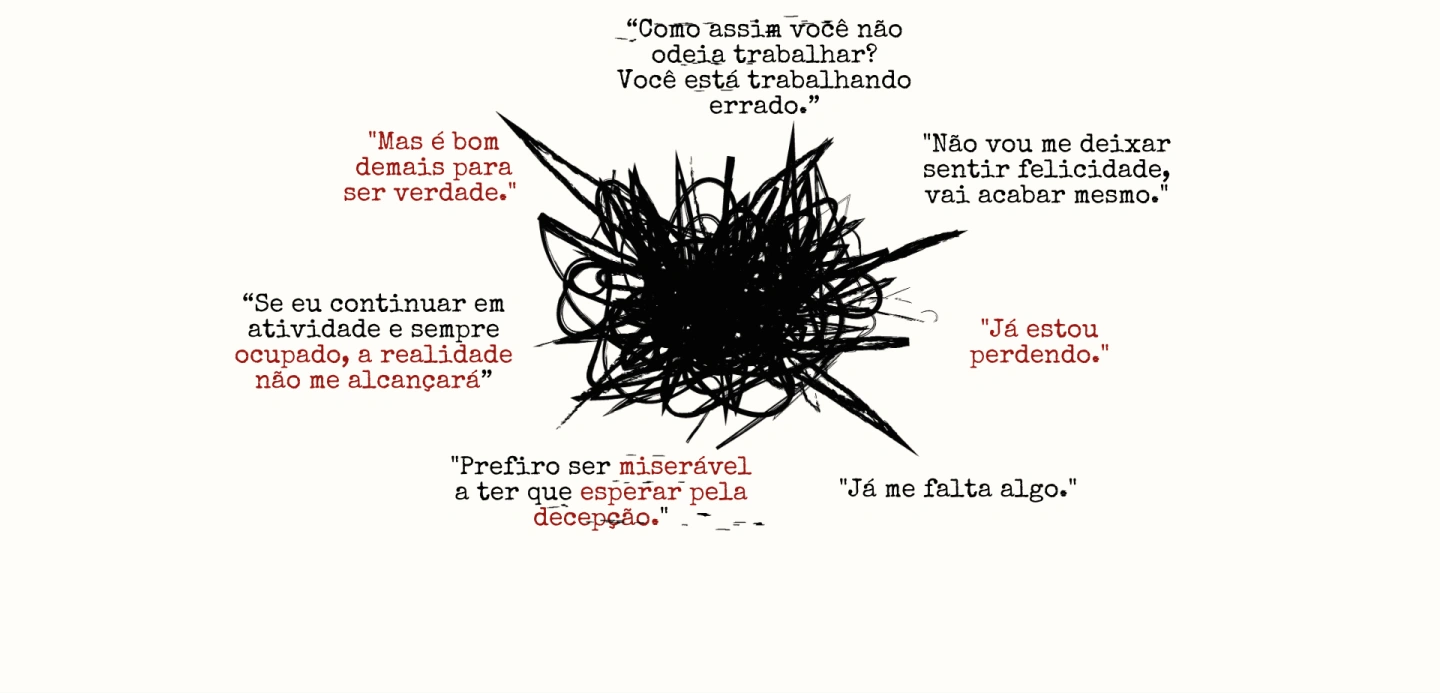 “Como assim você não
odeia trabalhar?
Você está trabalhando
errado.”
"Mas é bom
demais para
ser verdade."
"Não vou me deixar
sentir felicidade,
vai acabar mesmo."
“Se eu continuar em
atividade e sempre
ocupado, a realidade
não me alcançará”
"Já estou
perdendo."
"Prefiro ser miserável
a ter que esperar pela
decepção."
"Já me falta algo."